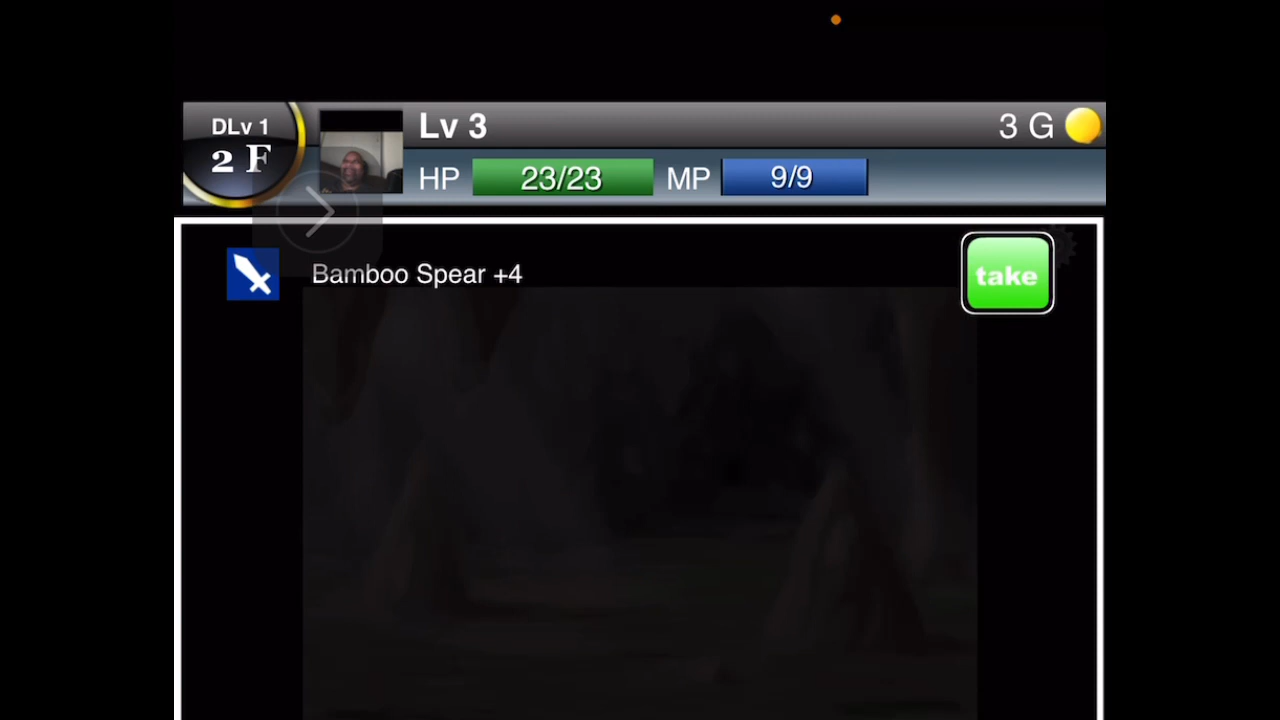 DLv 1
2 F
Lv 3
3 G
HP 23/23 MP 9/9
Bamboo Spear +4
take